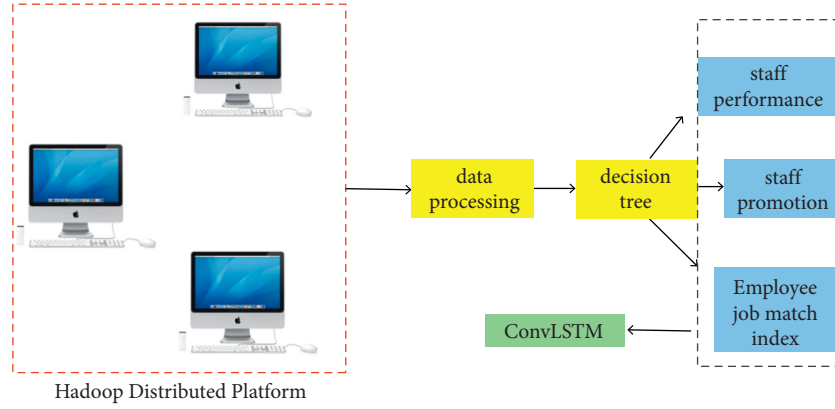 staff
performance
data
processing
decision
tree
staff
promotion
Employee
job match
index
ConvLSTM
Hadoop Distributed Platform